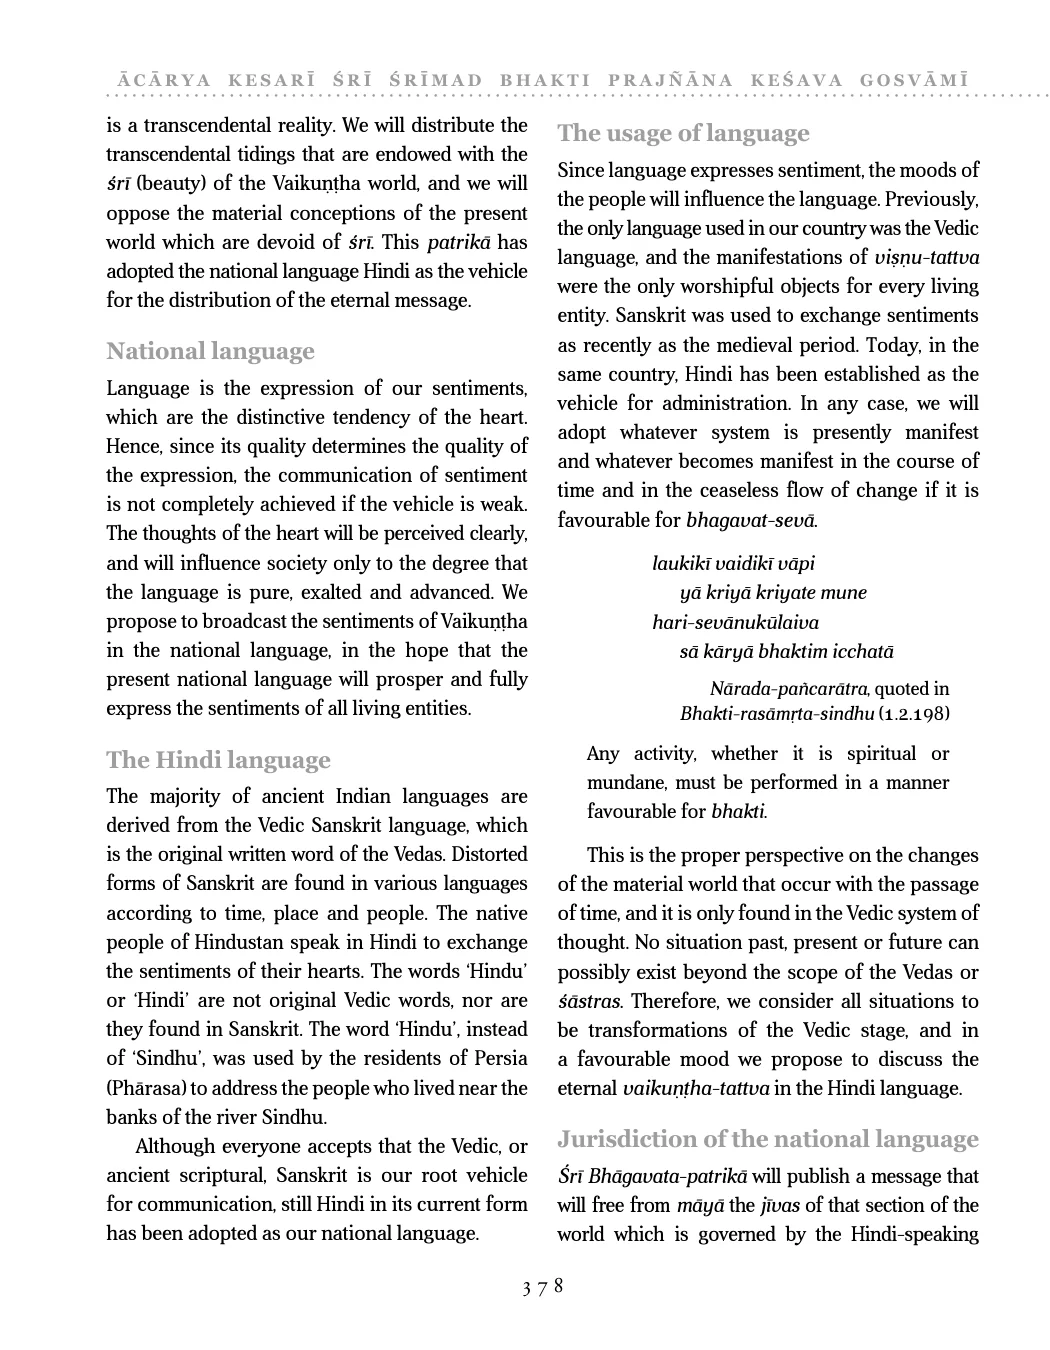 ĀCĀRYA KESARĪ ŚRĪ ŚRĪMAD BHAKTI PRAJÑĀNA KEŚAVA GOSVĀMĪ
is a transcendental reality. We will distribute the
transcendental tidings that are endowed with the
śrī (beauty) of the Vaikuṇṭha world, and we will
oppose the material conceptions of the present
world which are devoid of śrī. This patrikā has
adopted the national language Hindi as the vehicle
for the distribution of the eternal message.
National language
Language is the expression of our sentiments,
which are the distinctive tendency of the heart.
Hence, since its quality determines the quality of
the expression, the communication of sentiment
is not completely achieved if the vehicle is weak.
The thoughts of the heart will be perceived clearly,
and will influence society only to the degree that
the language is pure, exalted and advanced. We
propose to broadcast the sentiments of Vaikuṇṭha
in the national language, in the hope that the
present national language will prosper and fully
express the sentiments of all living entities.
The Hindi language
The majority of ancient Indian languages are
derived from the Vedic Sanskrit language, which
is the original written word of the Vedas. Distorted
forms of Sanskrit are found in various languages
according to time, place and people. The native
people of Hindustan speak in Hindi to exchange
the sentiments of their hearts. The words ‘Hindu’
or ‘Hindi’ are not original Vedic words, nor are
they found in Sanskrit. The word ‘Hindu’, instead
of ‘Sindhu’, was used by the residents of Persia
(Phārasa) to address the people who lived near the
banks of the river Sindhu.
Although everyone accepts that the Vedic, or
ancient scriptural, Sanskrit is our root vehicle
for communication, still Hindi in its current form
has been adopted as our national language.
The usage of language
Since language expresses sentiment, the moods of
the people will influence the language. Previously,
the only language used in our country was the Vedic
language, and the manifestations of viṣṇu-tattva
were the only worshipful objects for every living
entity. Sanskrit was used to exchange sentiments
as recently as the medieval period. Today, in the
same country, Hindi has been established as the
vehicle for administration. In any case, we will
adopt whatever system is presently manifest
and whatever becomes manifest in the course of
time and in the ceaseless flow of change if it is
favourable for bhagavat-sevā.
laukikī vaidikī vāpi
yā kriyā kriyate mune
hari-sevānukūlaiva
sā kāryā bhaktim icchatā
Nārada-pañcarātra, quoted in
Bhakti-rasāmṛta-sindhu (1.2.198)
Any activity, whether it is spiritual or
mundane, must be performed in a manner
favourable for bhakti.
This is the proper perspective on the changes
of the material world that occur with the passage
of time, and it is only found in the Vedic system of
thought. No situation past, present or future can
possibly exist beyond the scope of the Vedas or
śāstras. Therefore, we consider all situations to
be transformations of the Vedic stage, and in
a favourable mood we propose to discuss the
eternal vaikuṇṭha-tattva in the Hindi language.
Jurisdiction of the national language
Śrī Bhāgavata-patrikā will publish a message that
will free from māyā the jīvas of that section of the
world which is governed by the Hindi-speaking
378